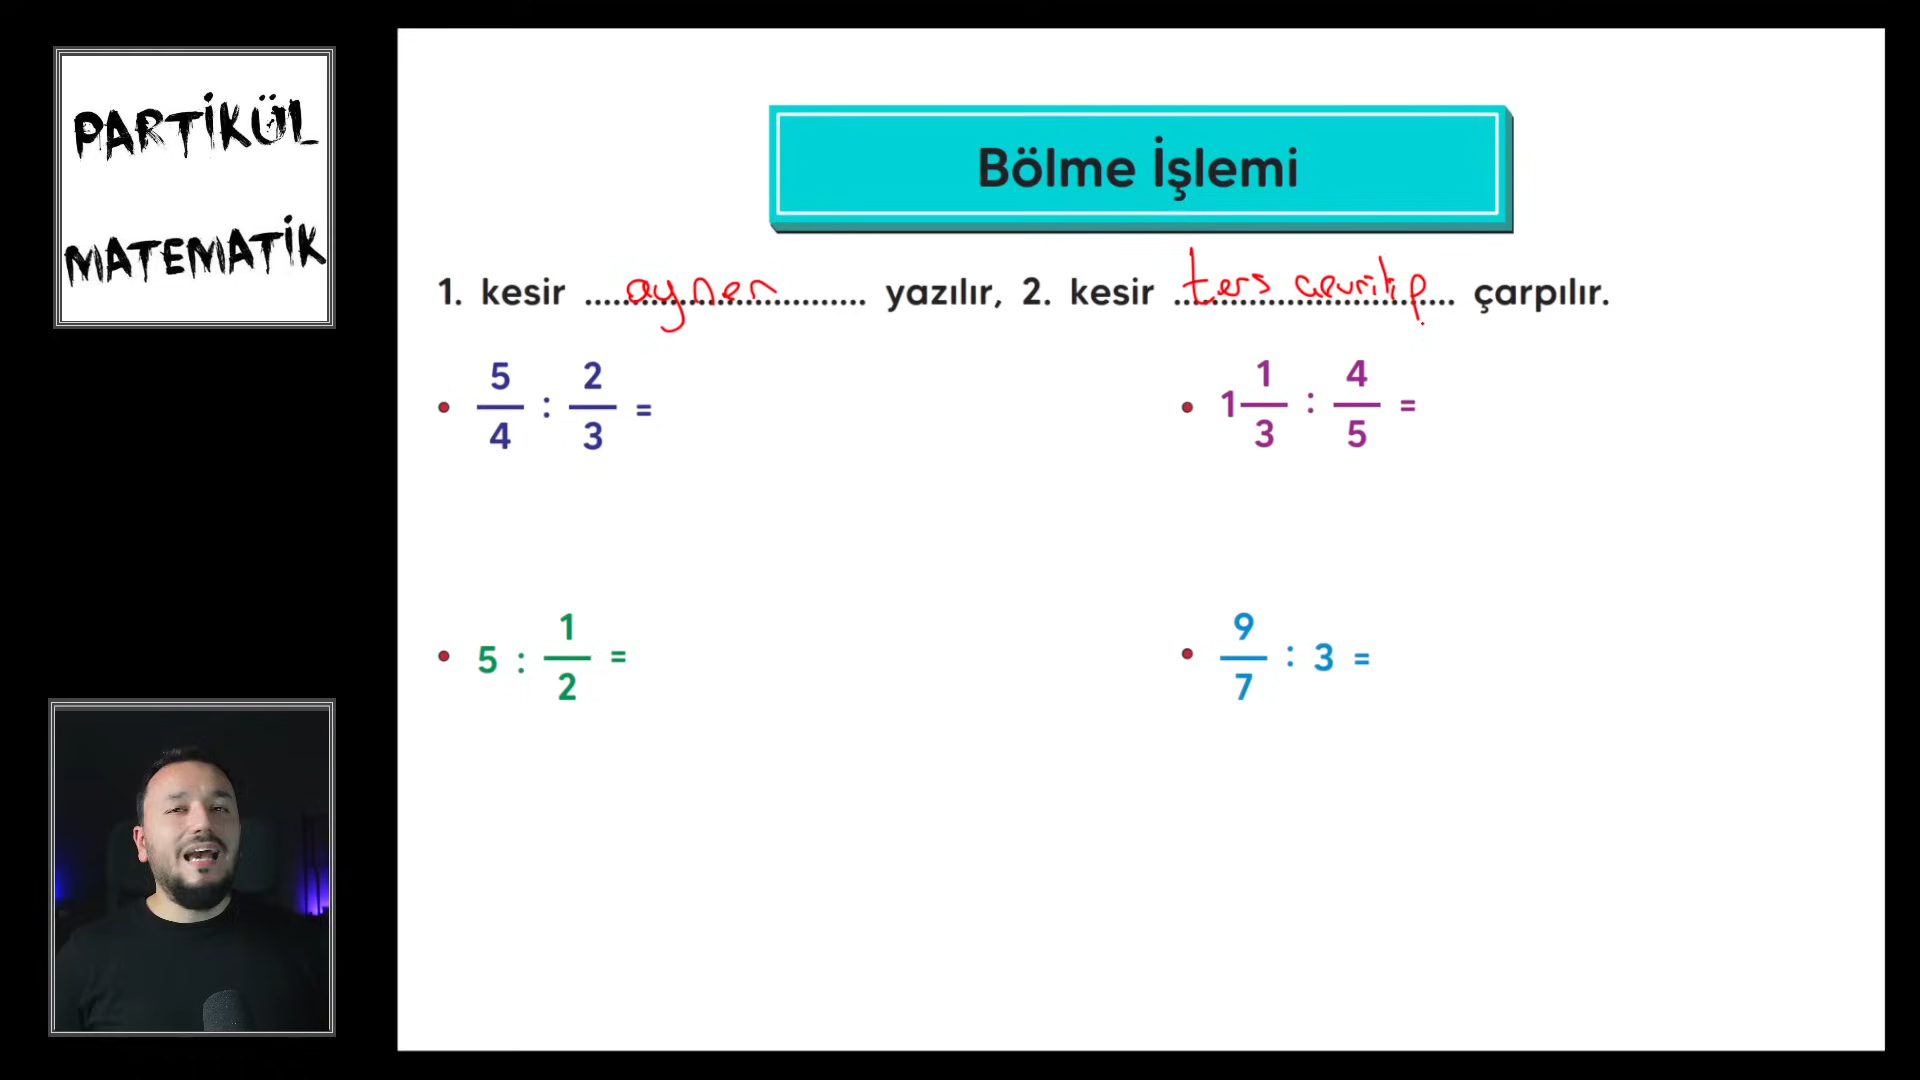 PARTİKÜL
MATEMATİK
Bölme İşlemi
1. kesir ....aynen.... yazılır, 2. kesir ....ters çevrilip.... çarpılır.
• 5/4 : 2/3 =
• 1 1/3 : 4/5 =
• 5 : 1/2 =
• 9/7 : 3 =